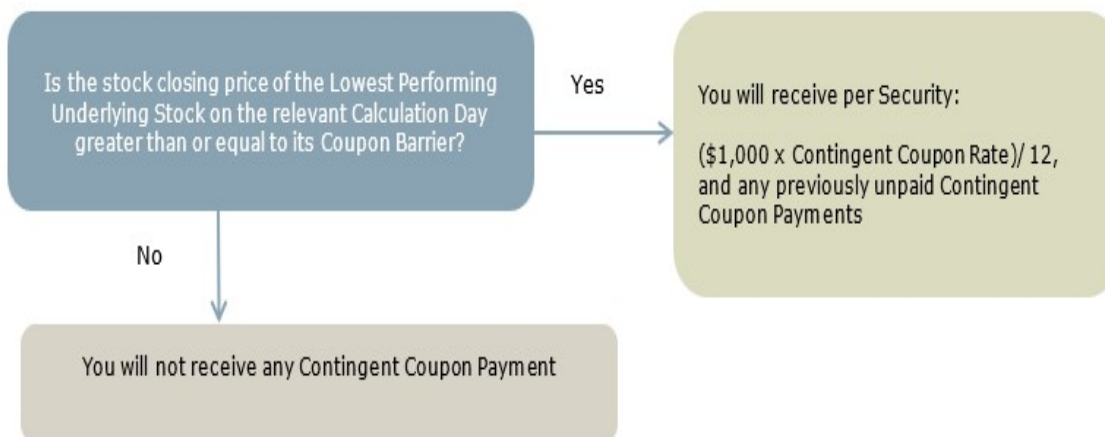 Is the stock closing price of the Lowest Performing
Underlying Stock on the relevant Calculation Day
greater than or equal to its Coupon Barrier?
Yes
You will receive per Security:
($1,000 x Contingent Coupon Rate)/ 12,
and any previously unpaid Contingent
Coupon Payments
No
You will not receive any Contingent Coupon Payment